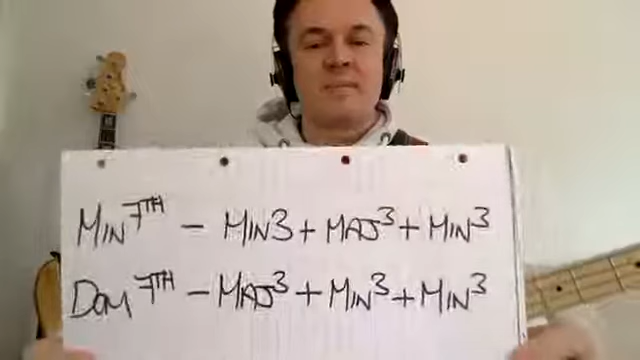 MIN 7TH - MIN3 + MAJ3 + MIN3
DOM 7TH - MAJ3 + MIN3 + MIN3